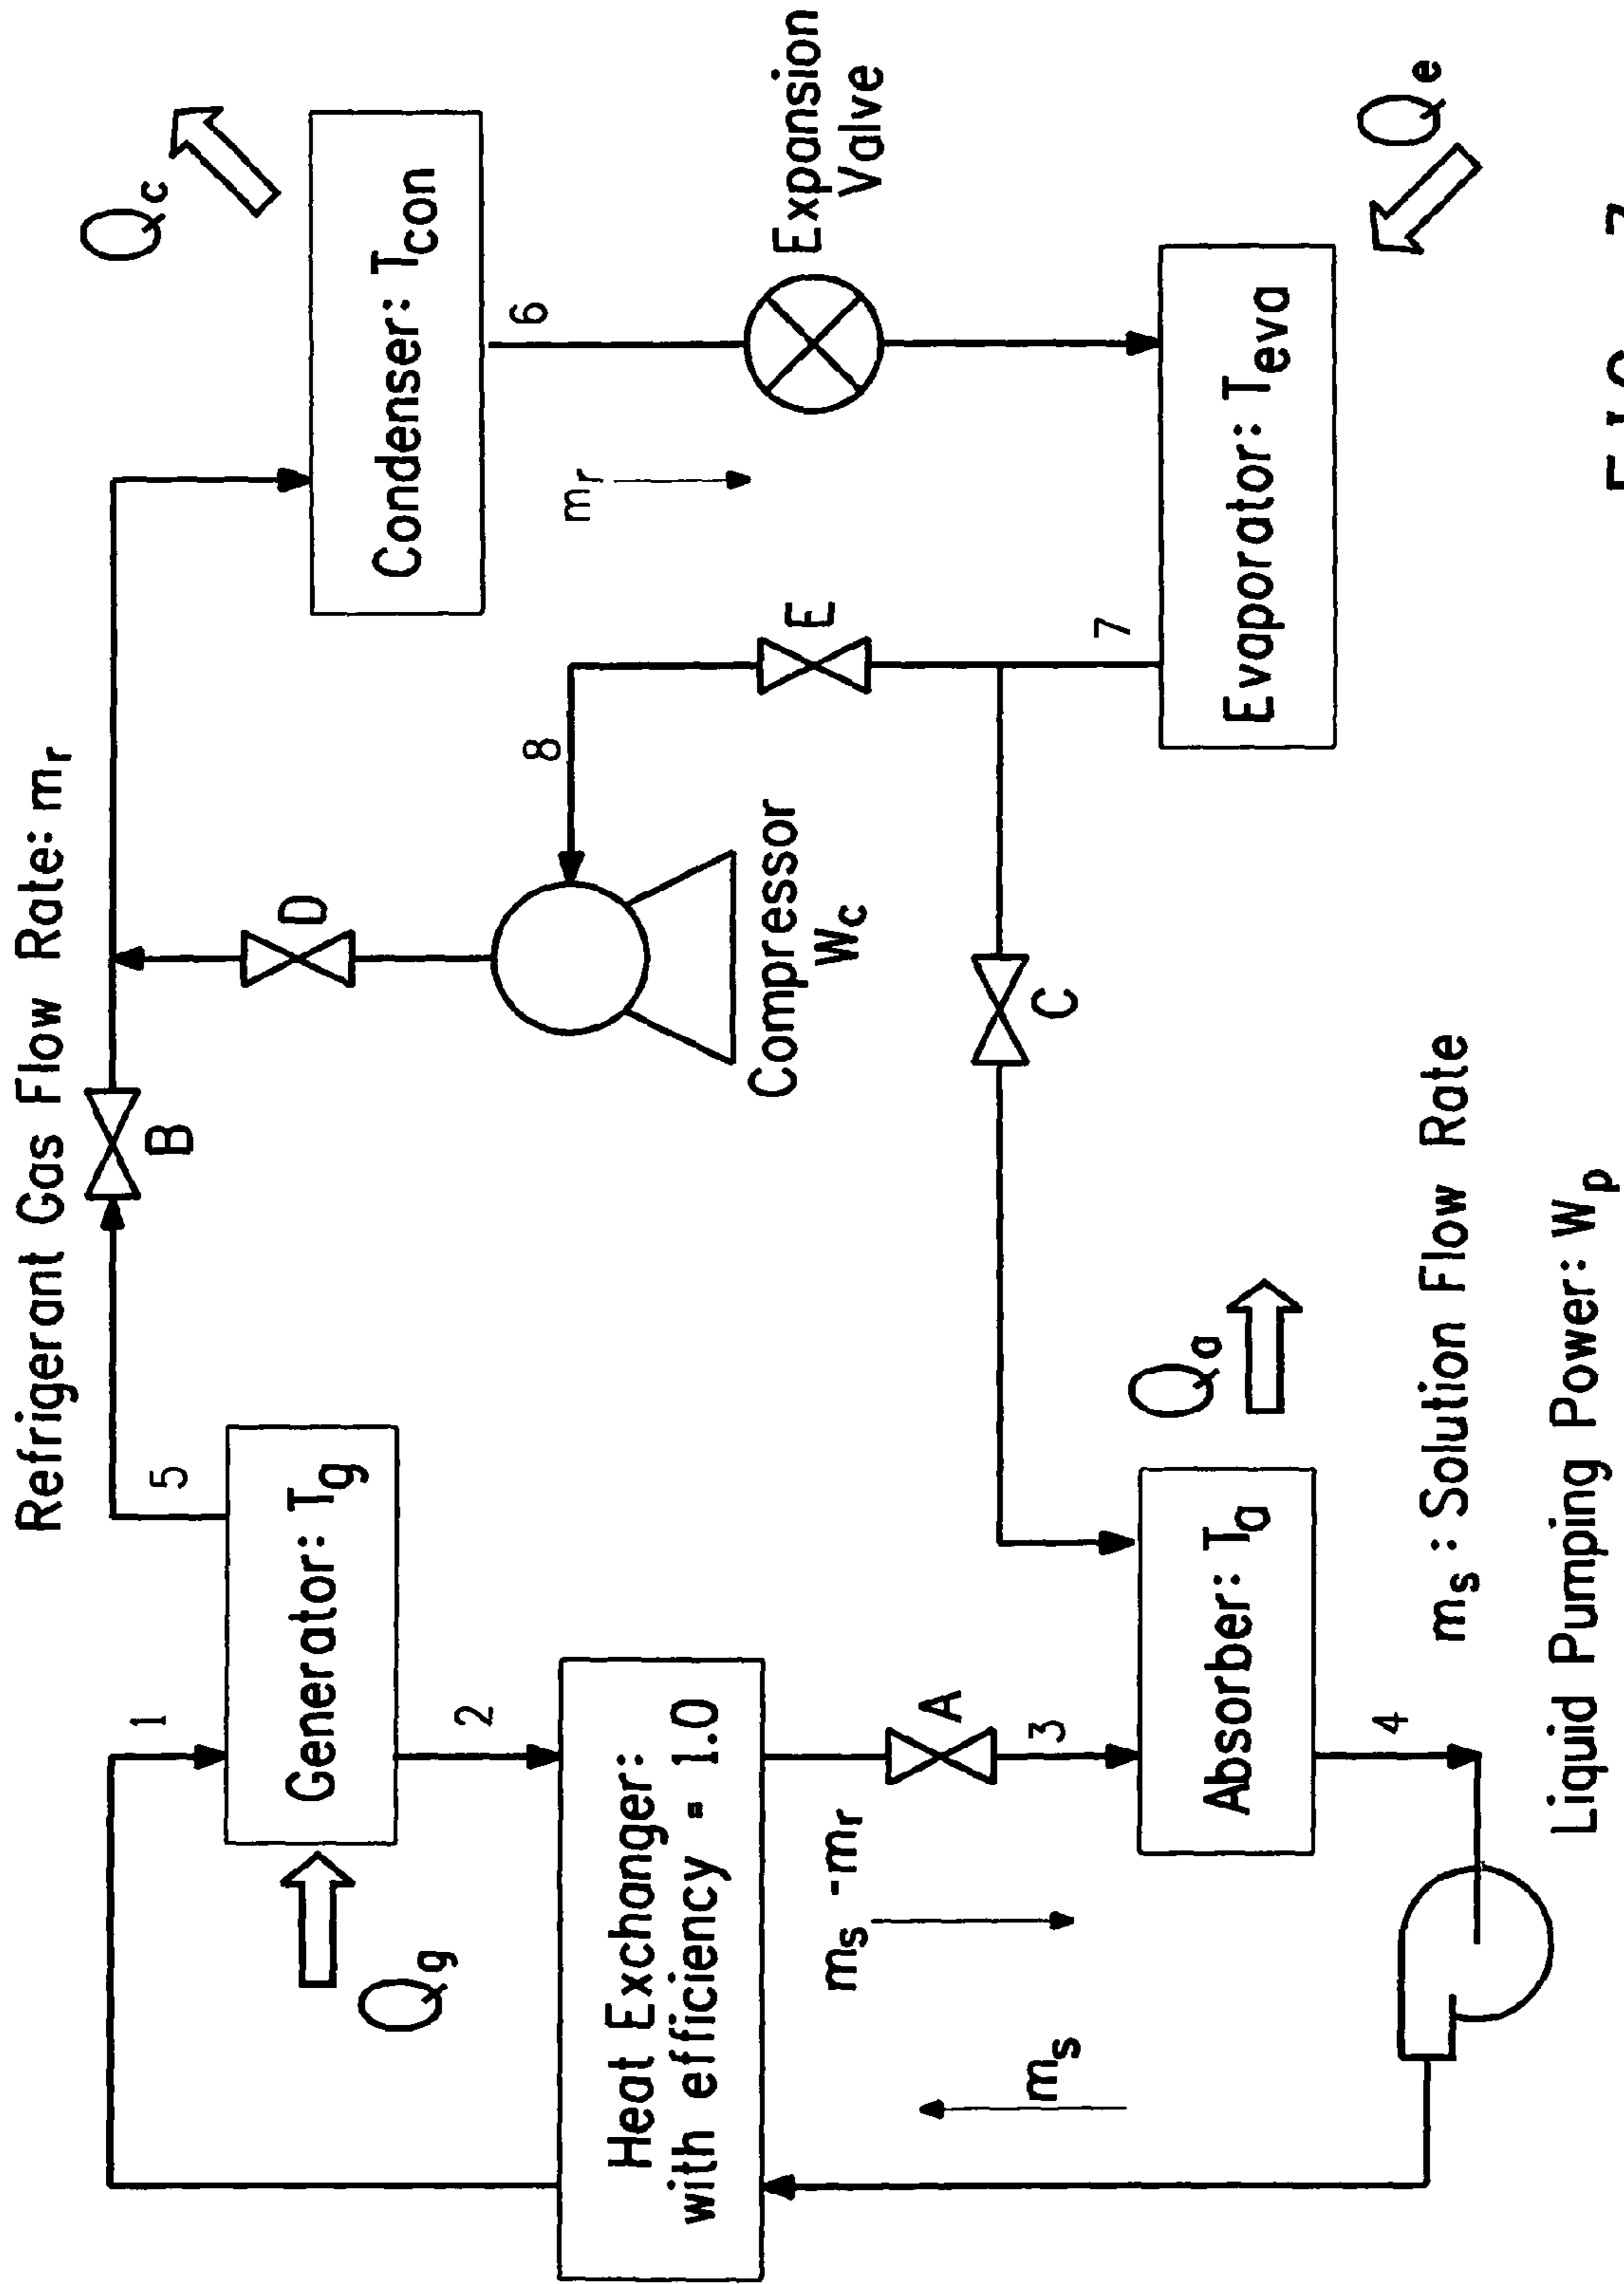 Refrigerant Gas Flow Rate: mr
Qc
1
5
B
D
Generator: Tg
Condenser: Tcon
Qg
2
8
6
mr
Heat Exchanger:
with efficiency = 1.0
Compressor
Wc
E
Expansion
Valve
ms -mr
A
ms
3
C
7
Qa
Absorber: Ta
Evaporator: Teva
4
Qe
ms : Solution Flow Rate
Liquid Pumping Power: Wp